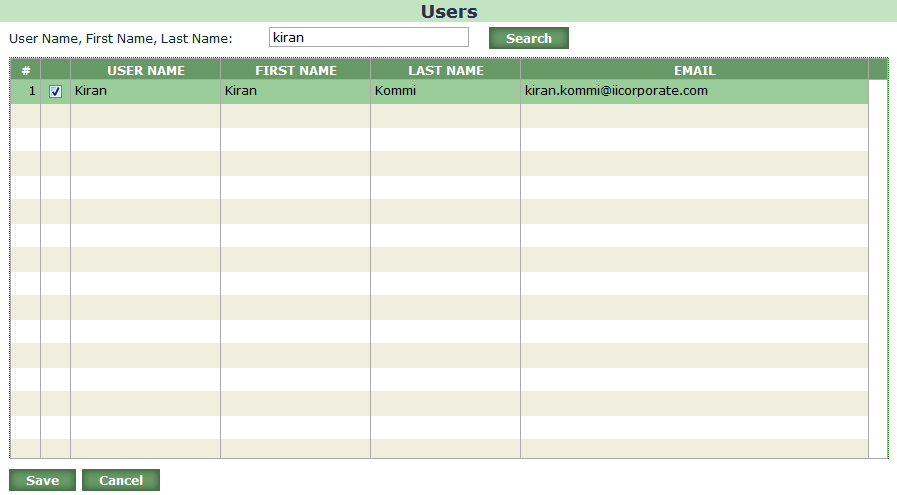 Users
User Name, First Name, Last Name: kiran Search
# USER NAME FIRST NAME LAST NAME EMAIL
1 Kiran Kiran Kommi kiran.kommi@iicorporate.com
Save Cancel